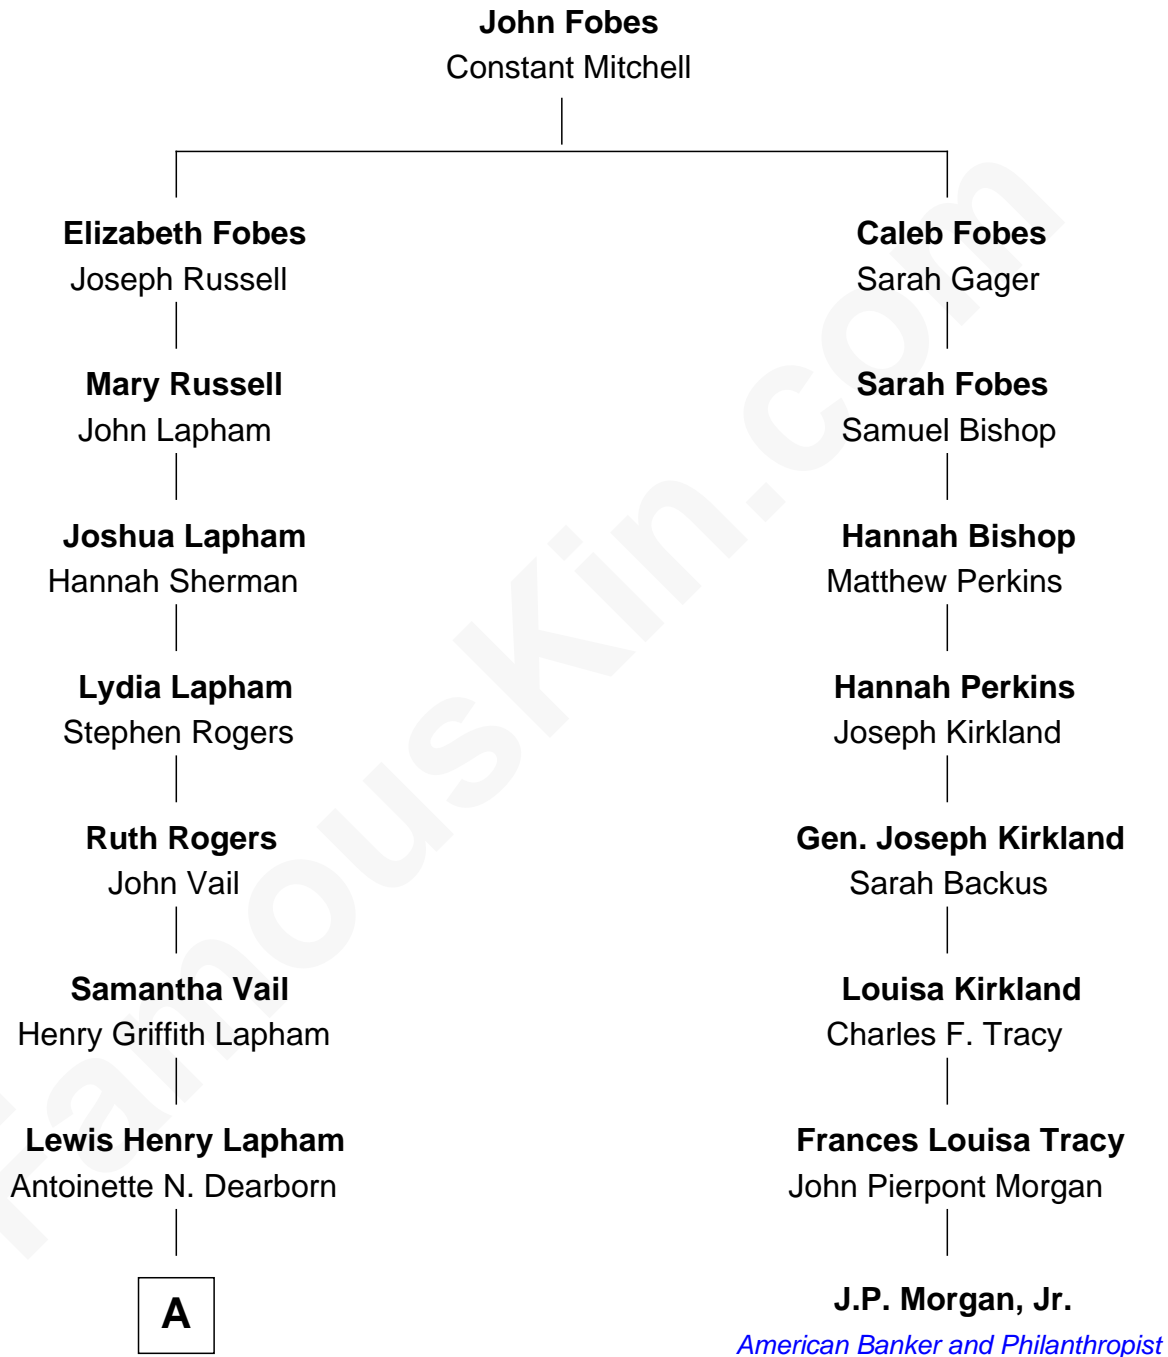 John Fobes
Constant Mitchell
Elizabeth Fobes
Joseph Russell
Caleb Fobes
Sarah Gager
Mary Russell
John Lapham
Sarah Fobes
Samuel Bishop
Joshua Lapham
Hannah Sherman
Hannah Bishop
Matthew Perkins
Lydia Lapham
Stephen Rogers
Hannah Perkins
Joseph Kirkland
Ruth Rogers
John Vail
Gen. Joseph Kirkland
Sarah Backus
Samantha Vail
Henry Griffith Lapham
Louisa Kirkland
Charles F. Tracy
Lewis Henry Lapham
Antoinette N. Dearborn
Frances Louisa Tracy
John Pierpont Morgan
A
J.P. Morgan, Jr.
American Banker and Philanthropist
FamousKin.com